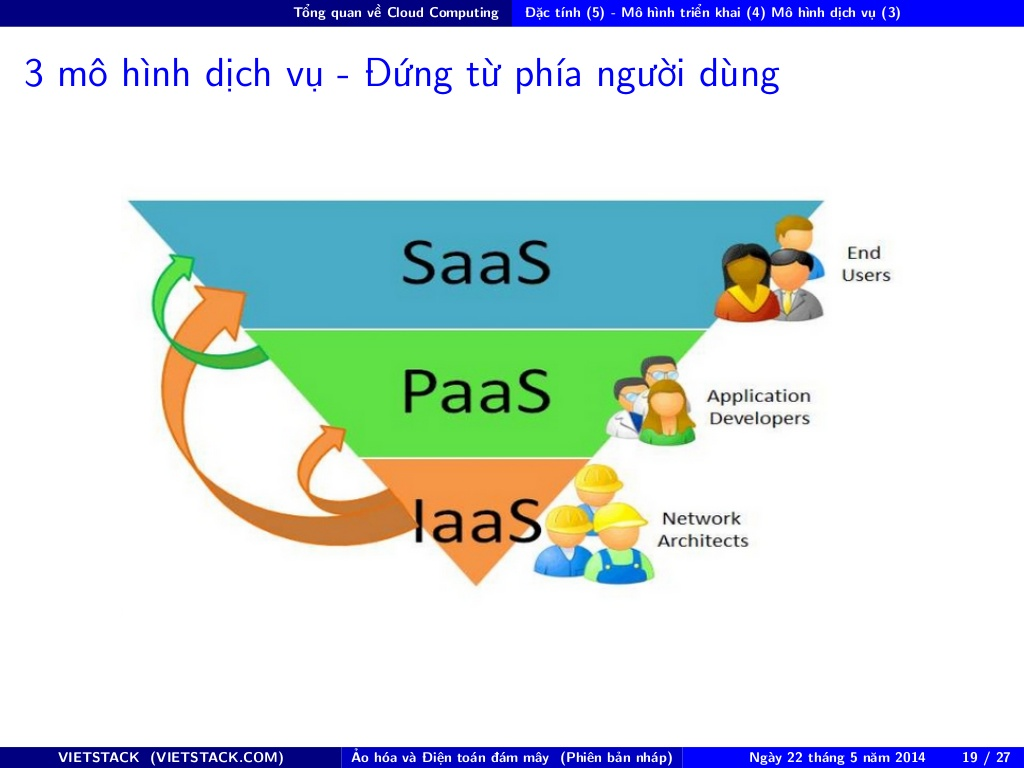 Tổng quan về Cloud Computing Đặc tính (5) - Mô hình triển khai (4) Mô hình dịch vụ (3)
3 mô hình dịch vụ - Đứng từ phía người dùng
SaaS
End
Users
PaaS
Application
Developers
IaaS
Network
Architects
VIETSTACK (VIETSTACK.COM) Ảo hóa và Điện toán đám mây (Phiên bản nháp) Ngày 22 tháng 5 năm 2014 19 / 27